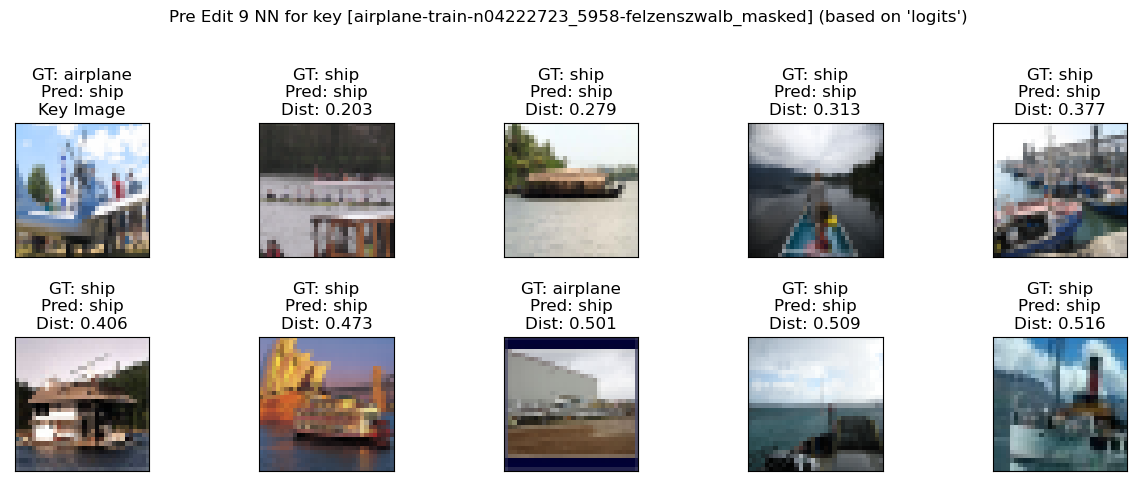 Pre Edit 9 NN for key [airplane-train-n04222723_5958-felzenszwalb_masked] (based on 'logits')
GT: airplane
Pred: ship
Key Image
GT: ship
Pred: ship
Dist: 0.203
GT: ship
Pred: ship
Dist: 0.279
GT: ship
Pred: ship
Dist: 0.313
GT: ship
Pred: ship
Dist: 0.377
GT: ship
Pred: ship
Dist: 0.406
GT: ship
Pred: ship
Dist: 0.473
GT: airplane
Pred: ship
Dist: 0.501
GT: ship
Pred: ship
Dist: 0.509
GT: ship
Pred: ship
Dist: 0.516